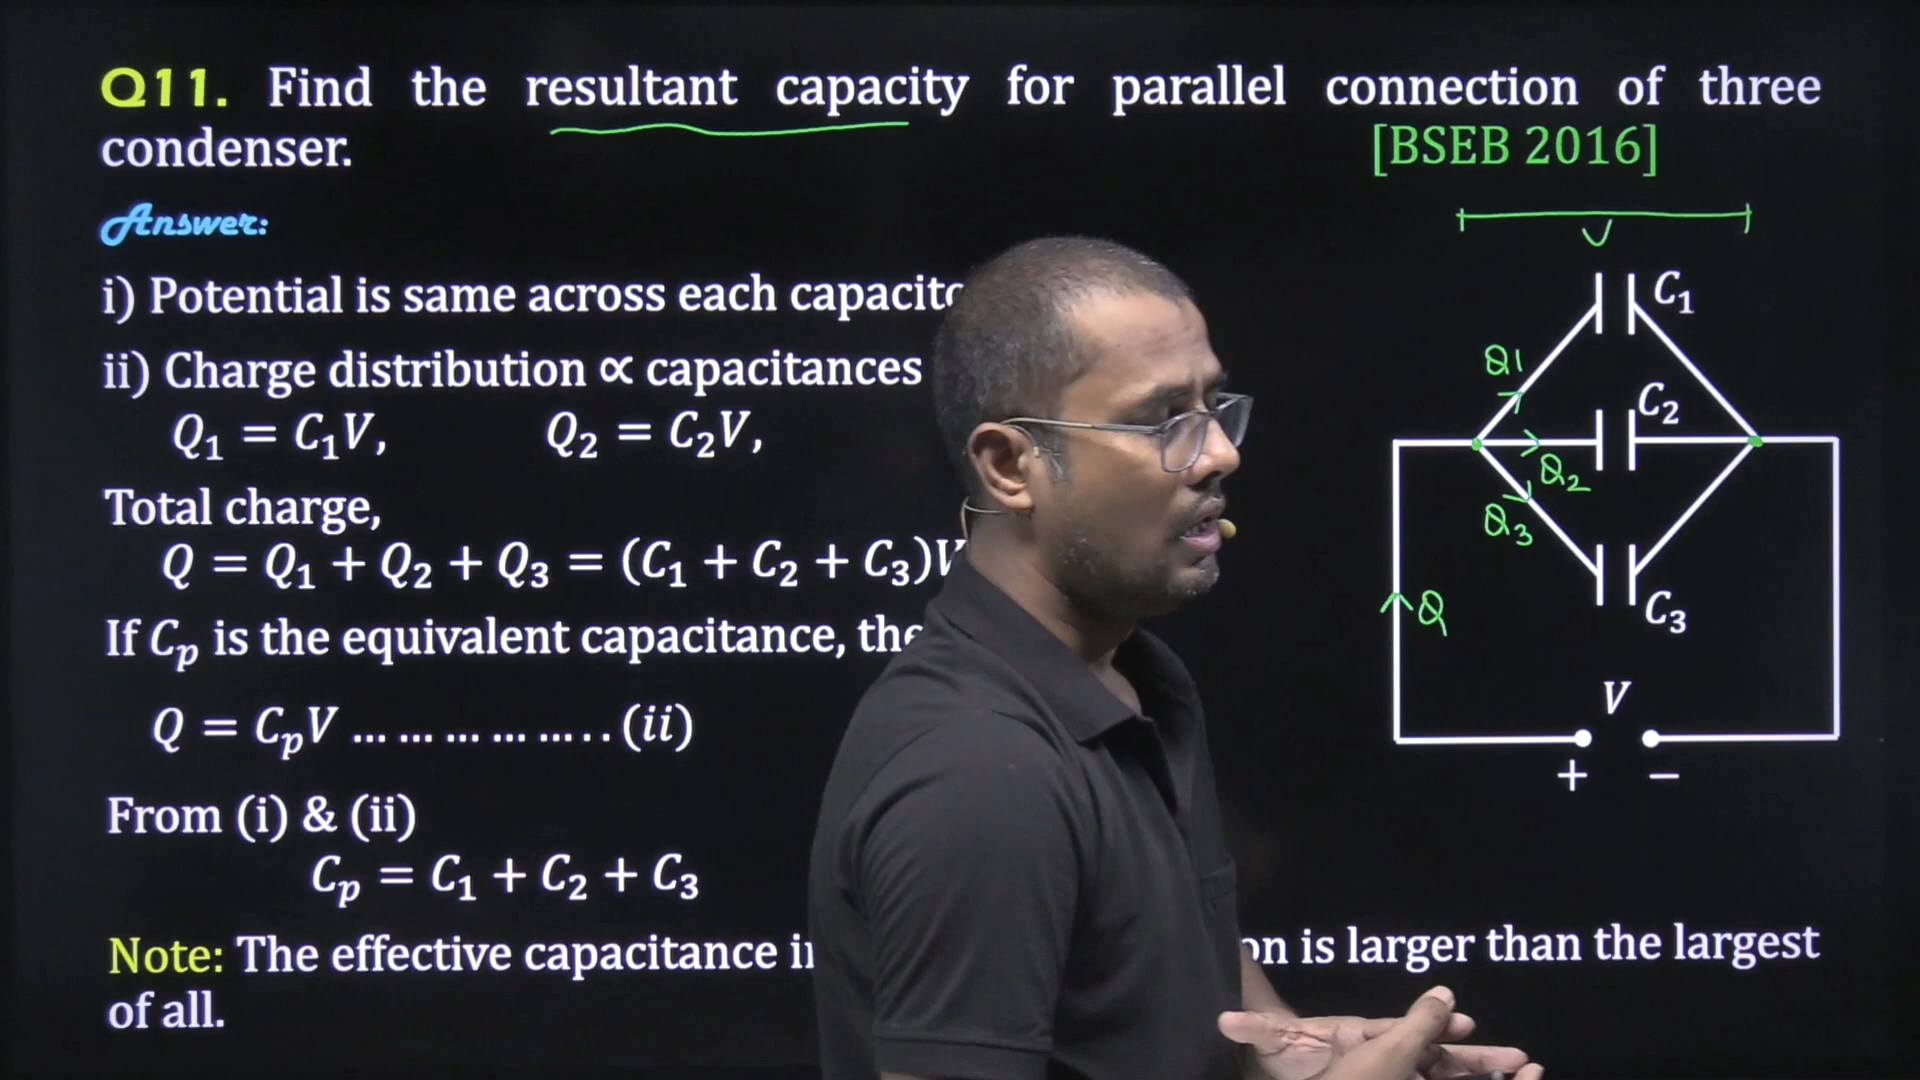 Q11. Find the resultant capacity for parallel connection of three
condenser. [BSEB 2016]
Answer:
i) Potential is same across each
ii) Charge distribution ∝ capacitances
Q₁ = C₁V, Q₂ = C₂V,
Total charge,
Q = Q₁ + Q₂ + Q₃ = (C₁ + C₂ + C₃)V
If Cₚ is the equivalent capacitance,
Q = CₚV ... ... ... ... ... . . (ii)
From (i) & (ii)
Cₚ = C₁ + C₂ + C₃
Note: The effective capacitance is larger than the largest
of all.
V
C₁
Q1
C₂
Q₂
Q₃
C₃
Q
V
+ −